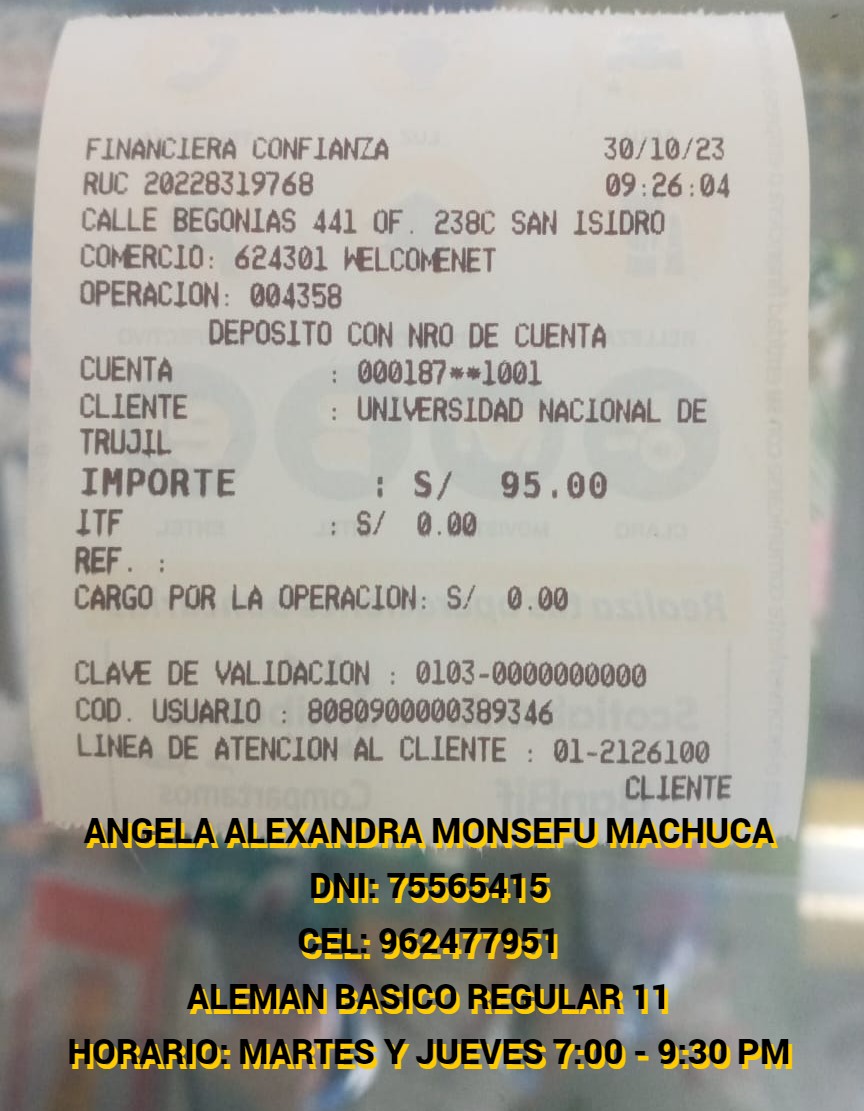 FINANCIERA CONFIANZA 30/10/23
RUC 20228319768 09:26:04
CALLE BEGONIAS 441 OF. 238C SAN ISIDRO
COMERCIO: 624301 WELCOMENET
OPERACION: 004358
DEPOSITO CON NRO DE CUENTA
CUENTA : 000187**1001
CLIENTE : UNIVERSIDAD NACIONAL DE
TRUJIL
IMPORTE : S/ 95.00
ITF : S/ 0.00
REF. :
CARGO POR LA OPERACION: S/ 0.00
CLAVE DE VALIDACION : 0103-0000000000
COD. USUARIO : 8080900000389346
LINEA DE ATENCION AL CLIENTE : 01-2126100
CLIENTE
ANGELA ALEXANDRA MONSEFU MACHUCA
DNI: 75565415
CEL: 962477951
ALEMAN BASICO REGULAR 11
HORARIO: MARTES Y JUEVES 7:00 - 9:30 PM